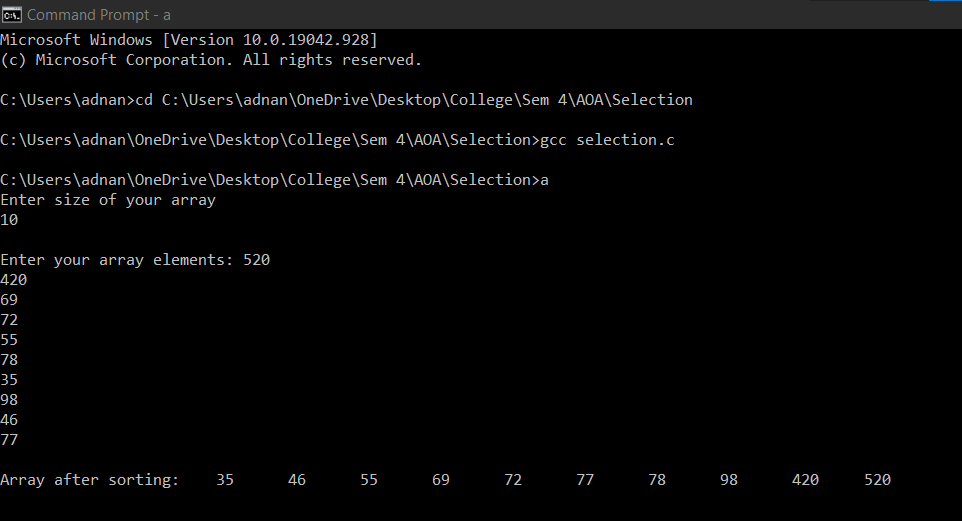 Command Prompt - a
Microsoft Windows [Version 10.0.19042.928]
(c) Microsoft Corporation. All rights reserved.
C:\Users\adnan>cd C:\Users\adnan\OneDrive\Desktop\College\Sem 4\AOA\Selection
C:\Users\adnan\OneDrive\Desktop\College\Sem 4\AOA\Selection>gcc selection.c
C:\Users\adnan\OneDrive\Desktop\College\Sem 4\AOA\Selection>a
Enter size of your array
10
Enter your array elements: 520
420
69
72
55
78
35
98
46
77
Array after sorting:    35      46      55      69      72      77      78      98      420     520